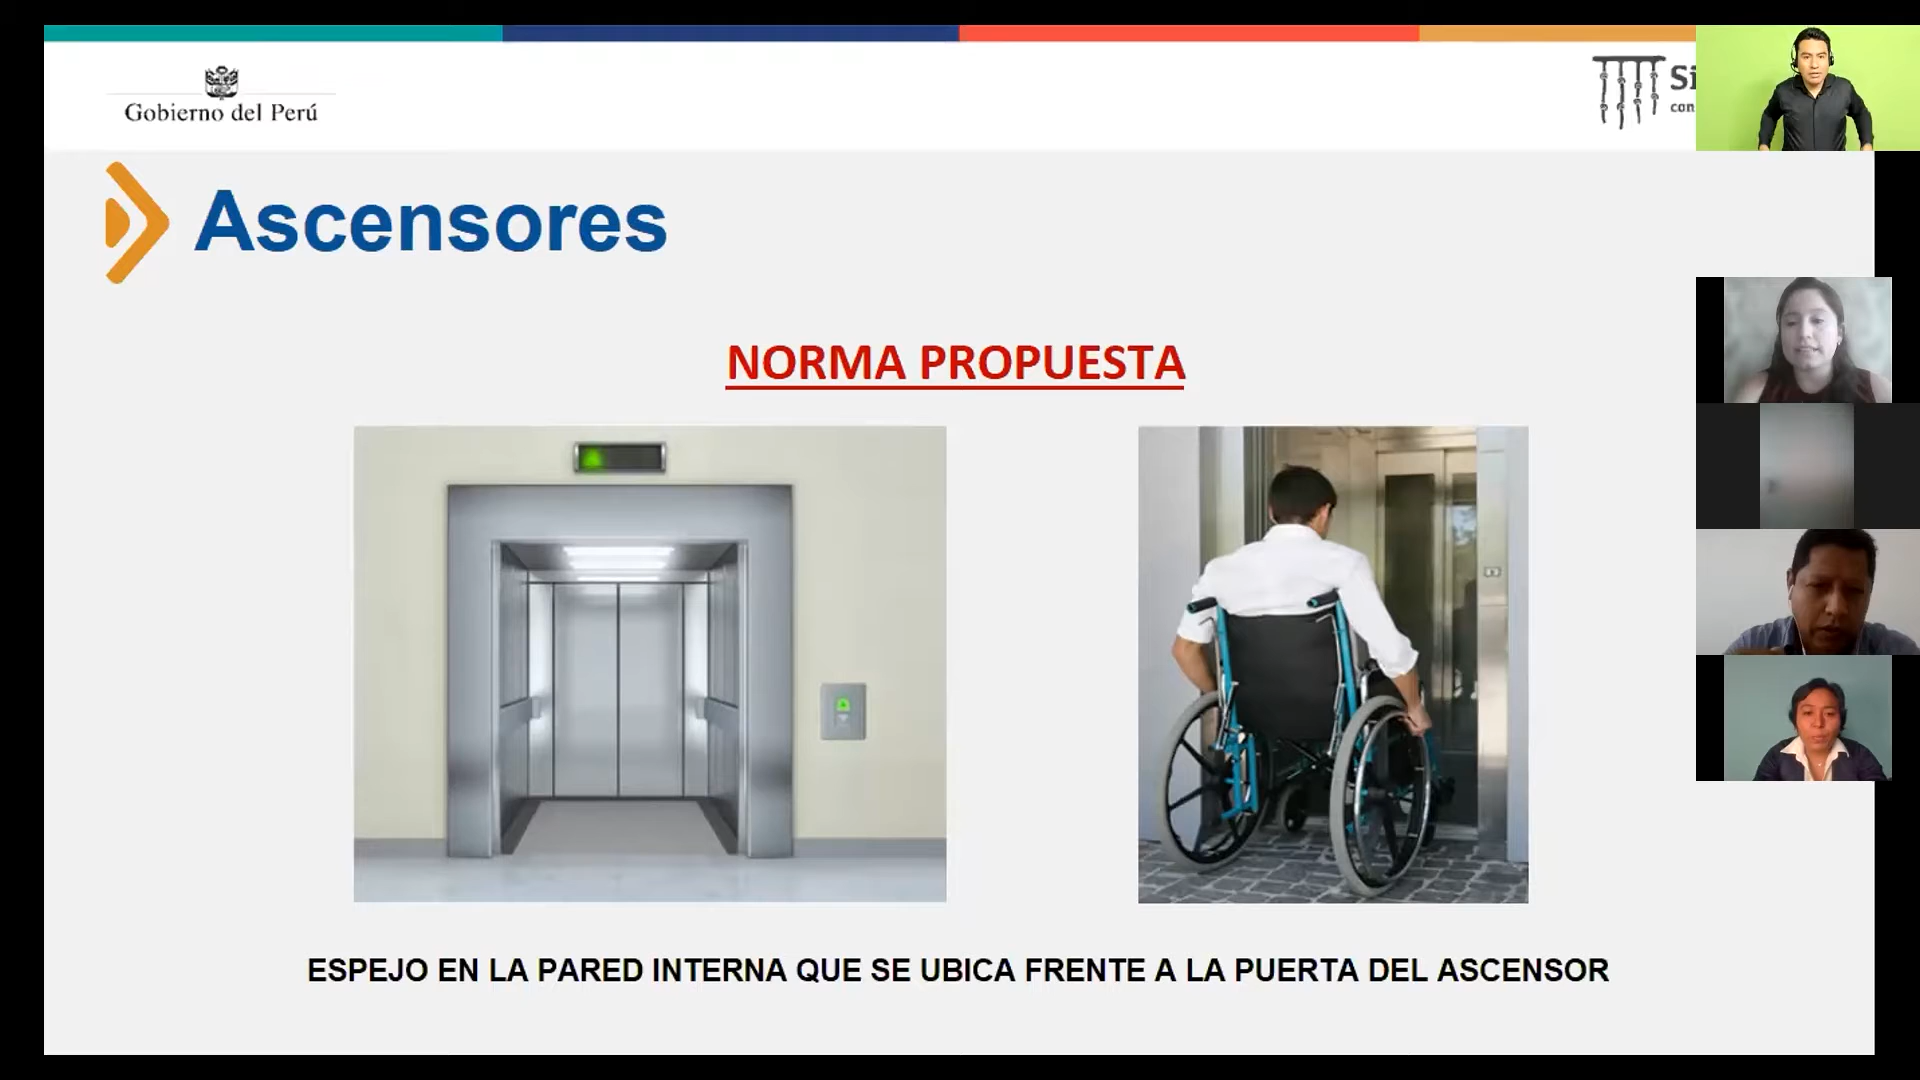 Gobierno del Perú
Ascensores
NORMA PROPUESTA
ESPEJO EN LA PARED INTERNA QUE SE UBICA FRENTE A LA PUERTA DEL ASCENSOR